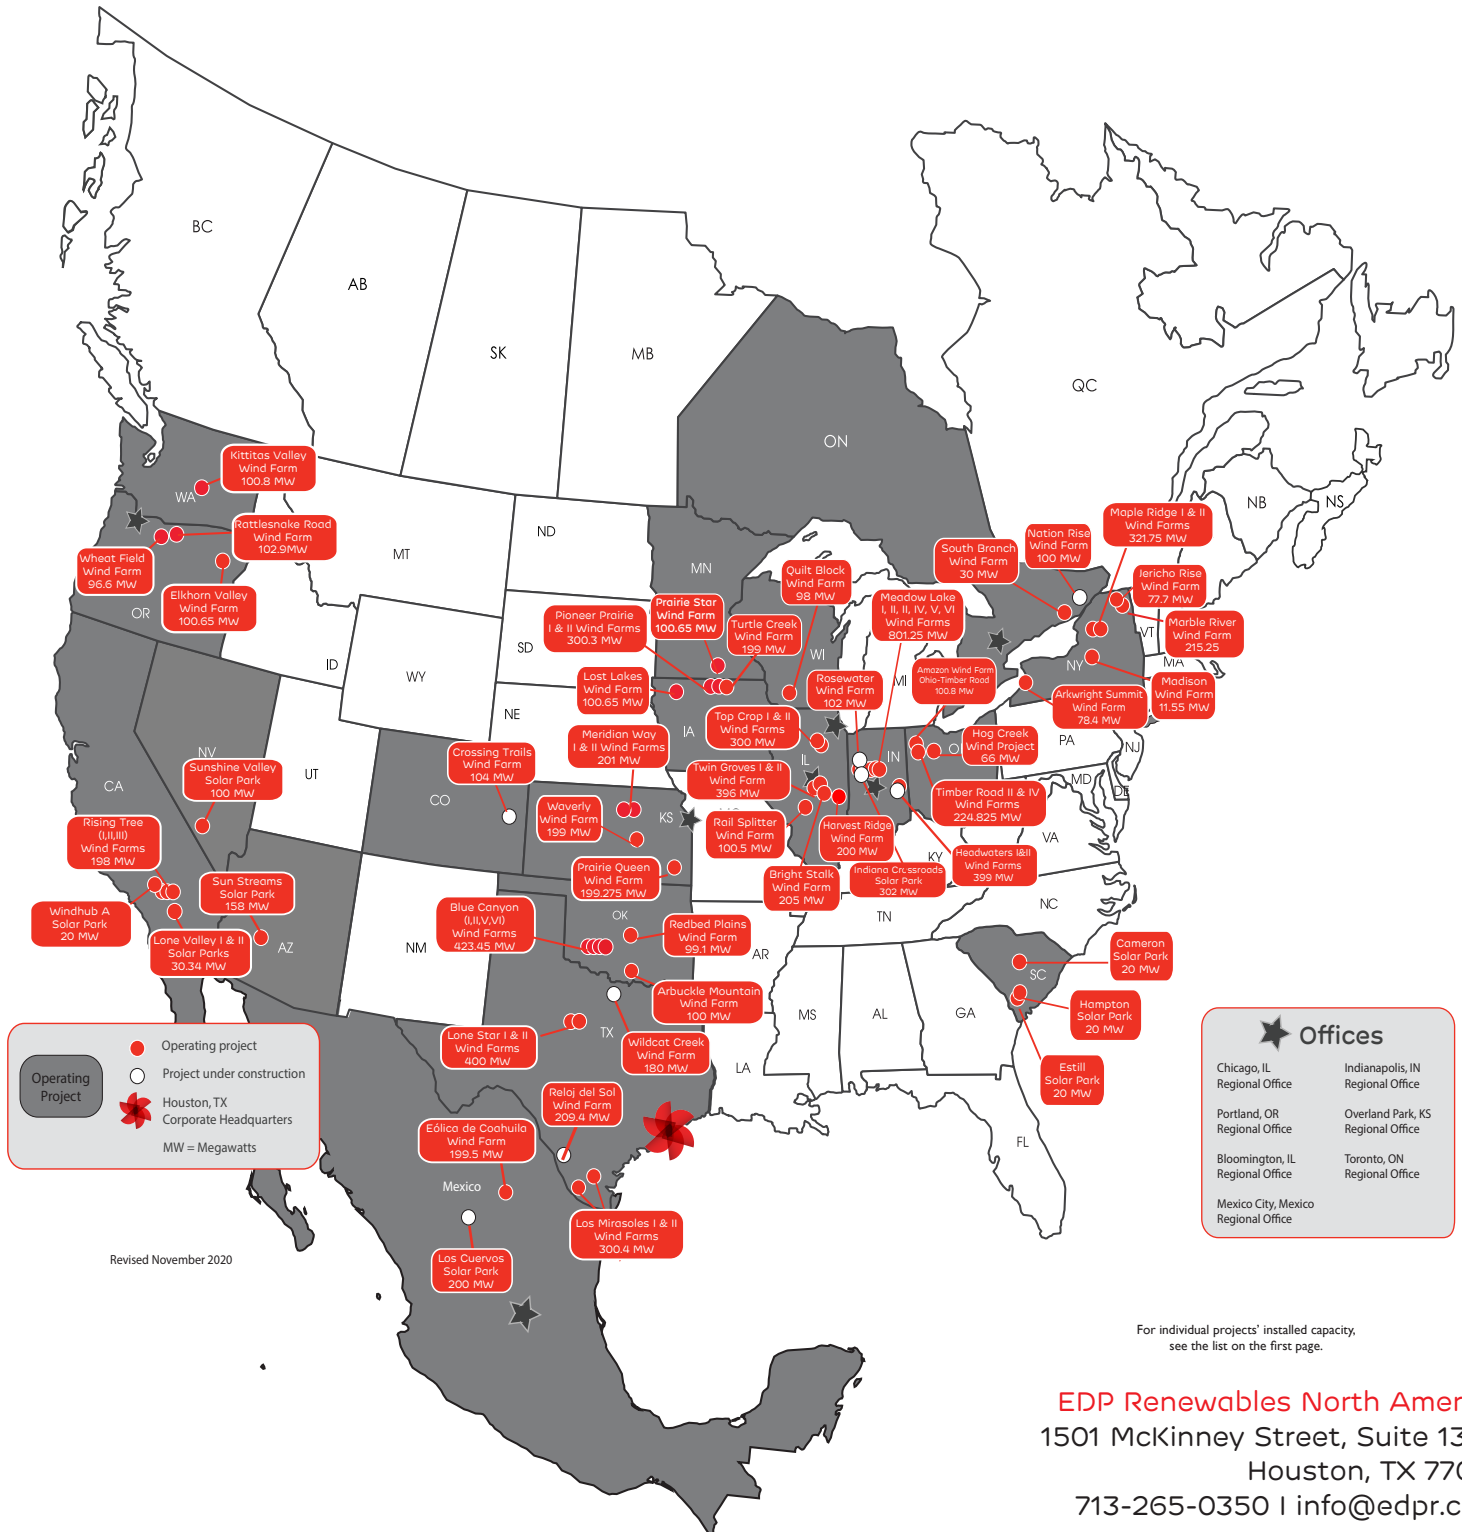 BC
AB
SK
MB
ON
QC
NB
NS
WA
OR
CA
NV
ID
MT
WY
UT
AZ
CO
NM
ND
SD
NE
KS
OK
TX
MN
IA
WI
IL
IN
MI
KY
TN
AR
LA
MS
AL
GA
FL
SC
NC
VA
MD
DE
NJ
PA
NY
VT
MA
Mexico
Kittitas Valley
Wind Farm
100.8 MW
Rattlesnake Road
Wind Farm
102.9MW
Wheat Field
Wind Farm
96.6 MW
Elkhorn Valley
Wind Farm
100.65 MW
Sunshine Valley
Solar Park
100 MW
Rising Tree
(I,II,III)
Wind Farms
198 MW
Windhub A
Solar Park
20 MW
Sun Streams
Solar Park
158 MW
Lone Valley I & II
Solar Parks
30.34 MW
Crossing Trails
Wind Farm
104 MW
Pioneer Prairie
I & II Wind Farms
300.3 MW
Prairie Star
Wind Farm
100.65 MW
Turtle Creek
Wind Farm
199 MW
Lost Lakes
Wind Farm
100.65 MW
Meridian Way
I & II Wind Farms
201 MW
Waverly
Wind Farm
199 MW
Prairie Queen
Wind Farm
199.275 MW
Blue Canyon
(I,II,V,VI)
Wind Farms
423.45 MW
Redbed Plains
Wind Farm
99.1 MW
Arbuckle Mountain
Wind Farm
100 MW
Lone Star I & II
Wind Farms
400 MW
Wildcat Creek
Wind Farm
180 MW
Reloj del Sol
Wind Farm
209.4 MW
Eólica de Coahuila
Wind Farm
199.5 MW
Los Mirasoles I & II
Wind Farms
300.4 MW
Los Cuervos
Solar Park
200 MW
Quilt Block
Wind Farm
98 MW
Meadow Lake
I, II, II, IV, V, VI
Wind Farms
801.25 MW
Rosewater
Wind Farm
102 MW
Top Crop I & II
Wind Farms
300 MW
Twin Groves I & II
Wind Farm
396 MW
Rail Splitter
Wind Farm
100.5 MW
Bright Stalk
Wind Farm
205 MW
Harvest Ridge
Wind Farm
200 MW
Indiana Crossroads
Solar Park
302 MW
Headwaters I&II
Wind Farms
399 MW
Amazon Wind Farm
Ohio-Timber Road
100.8 MW
Hog Creek
Wind Project
66 MW
Timber Road II & IV
Wind Farms
224.825 MW
South Branch
Wind Farm
30 MW
Nation Rise
Wind Farm
100 MW
Maple Ridge I & II
Wind Farms
321.75 MW
Jericho Rise
Wind Farm
77.7 MW
Marble River
Wind Farm
215.25
Madison
Wind Farm
11.55 MW
Arkwright Summit
Wind Farm
78.4 MW
Cameron
Solar Park
20 MW
Hampton
Solar Park
20 MW
Estill
Solar Park
20 MW
Operating
Project
Operating project
Project under construction
Houston, TX
Corporate Headquarters
MW = Megawatts
Revised November 2020
Offices
Chicago, IL
Regional Office
Indianapolis, IN
Regional Office
Portland, OR
Regional Office
Overland Park, KS
Regional Office
Bloomington, IL
Regional Office
Toronto, ON
Regional Office
Mexico City, Mexico
Regional Office
For individual projects' installed capacity,
see the list on the first page.
EDP Renewables North Amer
1501 McKinney Street, Suite 13
Houston, TX 770
713-265-0350 I info@edpr.c